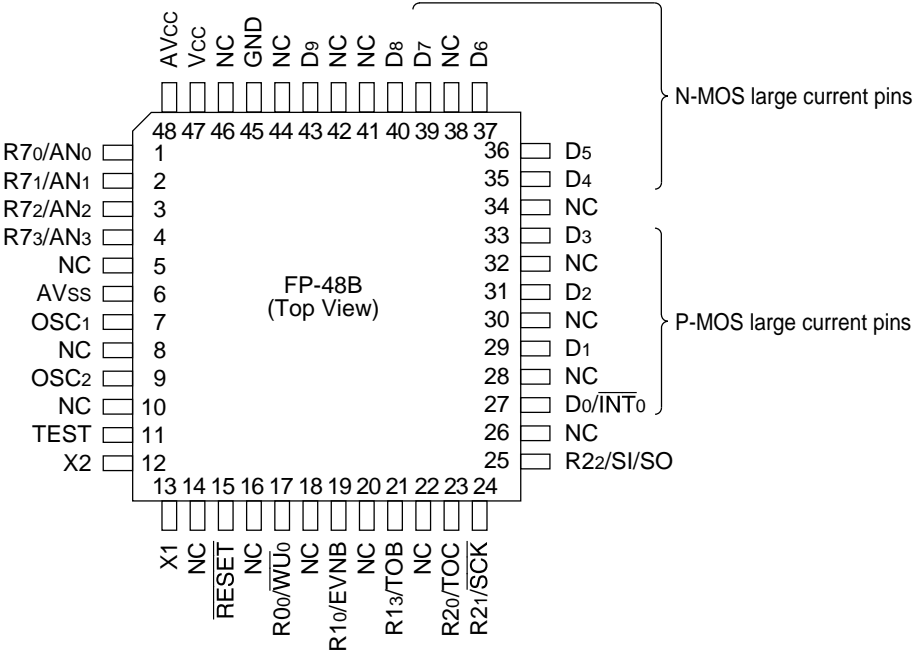 AVCC
VCC
NC
GND
NC
D9
NC
NC
D8
D7
NC
D6
N-MOS large current pins
48 47 46 45 44 43 42 41 40 39 38 37
R70/AN0 1
R71/AN1 2
R72/AN2 3
R73/AN3 4
NC 5
AVSS 6
OSC1 7
NC 8
OSC2 9
NC 10
TEST 11
X2 12
FP-48B
(Top View)
36 D5
35 D4
34 NC
33 D3
32 NC
31 D2
30 NC
29 D1
28 NC
27 D0/INT0
26 NC
25 R22/SI/SO
P-MOS large current pins
13 14 15 16 17 18 19 20 21 22 23 24
X1
NC
RESET
NC
R00/WU0
NC
R10/EVNB
NC
R13/TOB
NC
R20/TOC
R21/SCK